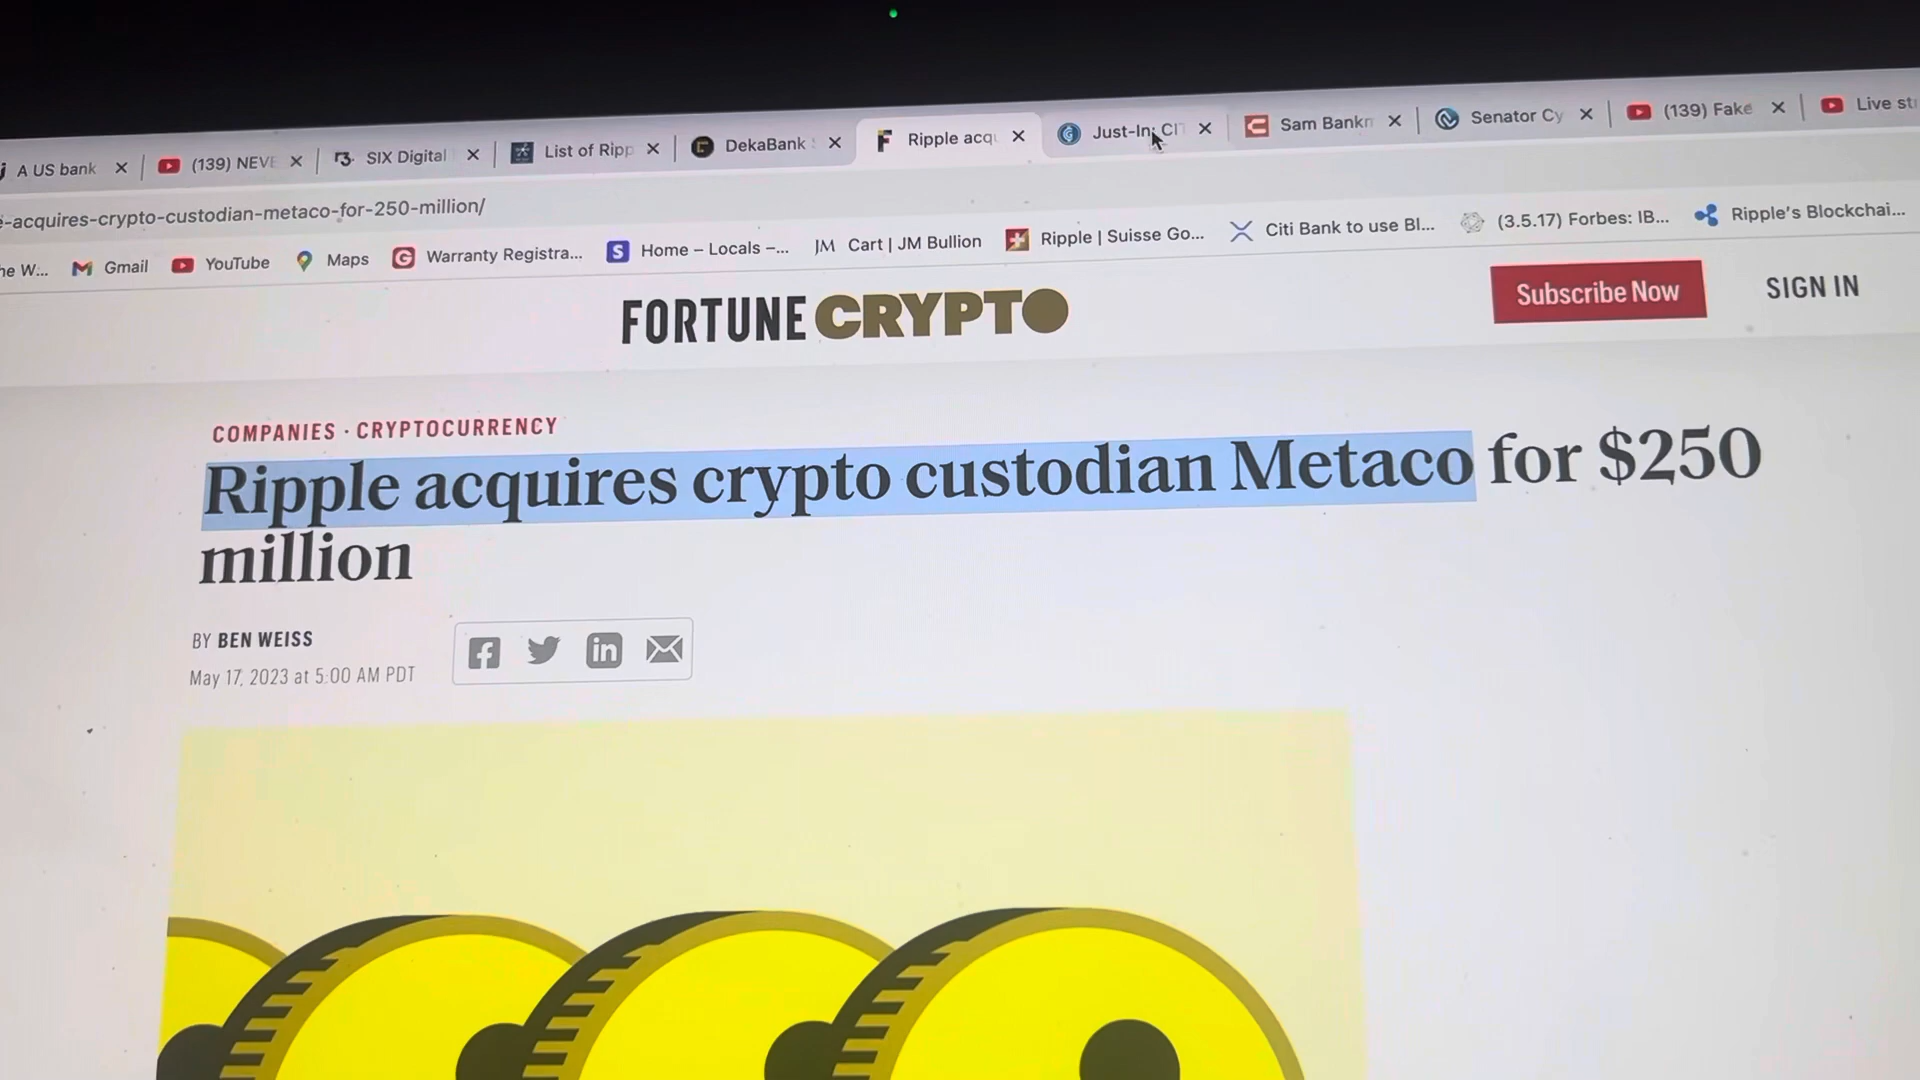 A US bank
(139) NEVE
SIX Digital
List of Ripp
DekaBank
Ripple acqu
Just-In: CI
Sam Bankn
Senator Cy
(139) Fake
Live st
-acquires-crypto-custodian-metaco-for-250-million/
he W...
Gmail
YouTube
Maps
Warranty Registra...
Home – Locals –...
JM Cart | JM Bullion
Ripple | Suisse Go...
Citi Bank to use Bl...
(3.5.17) Forbes: IB...
Ripple's Blockchai...
FORTUNE CRYPTO
Subscribe Now
SIGN IN
COMPANIES · CRYPTOCURRENCY
Ripple acquires crypto custodian Metaco for $250
million
BY BEN WEISS
May 17, 2023 at 5:00 AM PDT